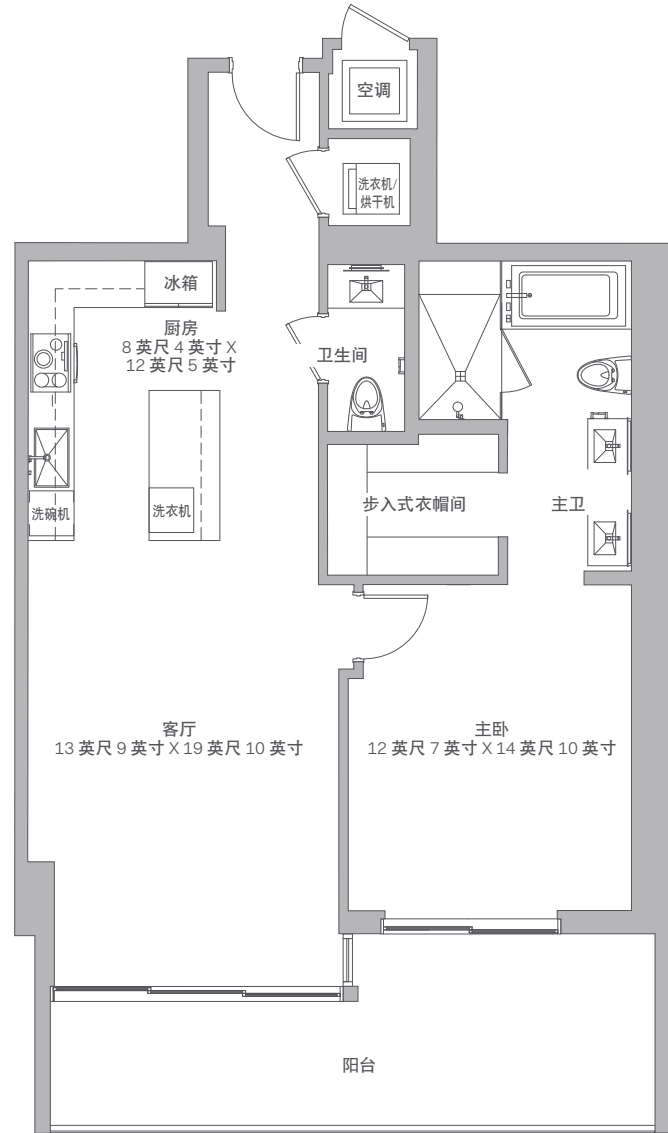 空调
洗衣机/
烘干机
冰箱
厨房
8 英尺 4 英寸 X
12 英尺 5 英寸
卫生间
洗碗机
洗衣机
步入式衣帽间
主卫
客厅
13 英尺 9 英寸 X 19 英尺 10 英寸
主卧
12 英尺 7 英寸 X 14 英尺 10 英寸
阳台